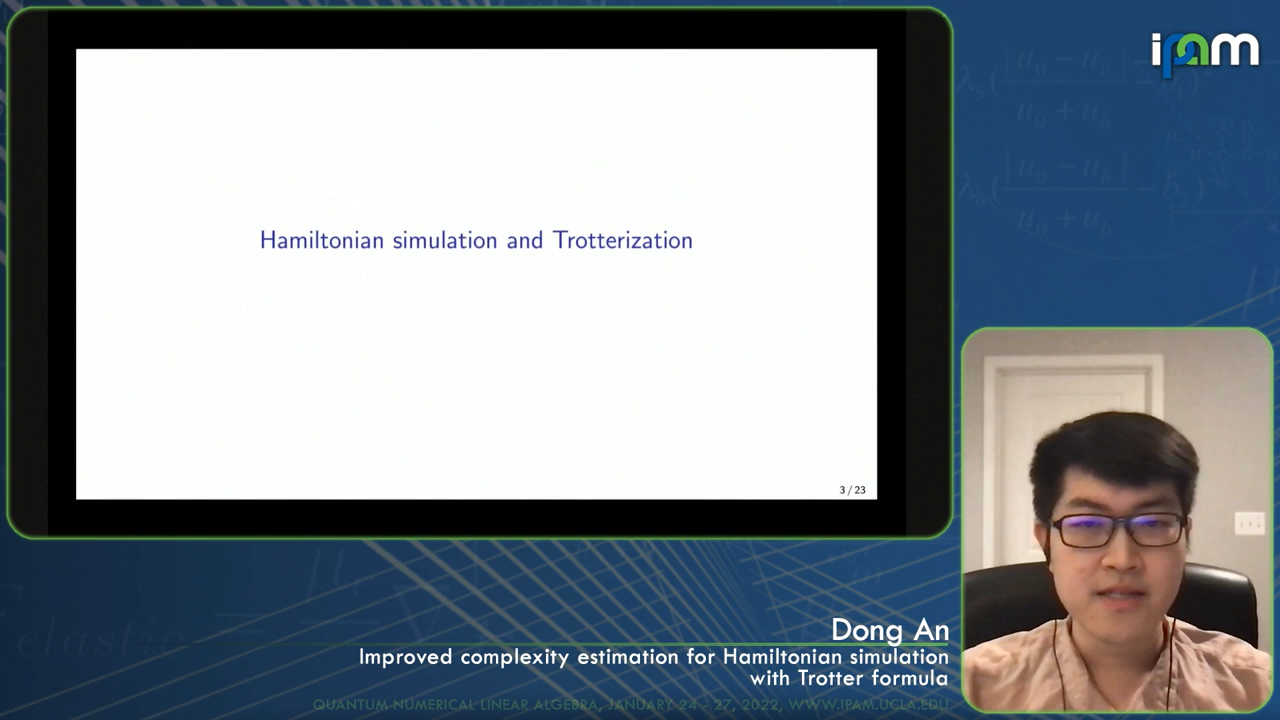 Hamiltonian simulation and Trotterization
3 / 23
ipam
Dong An
Improved complexity estimation for Hamiltonian simulation
with Trotter formula
QUANTUM NUMERICAL LINEAR ALGEBRA, JANUARY 24 - 27, 2022, WWW.IPAM.UCLA.EDU
elastic